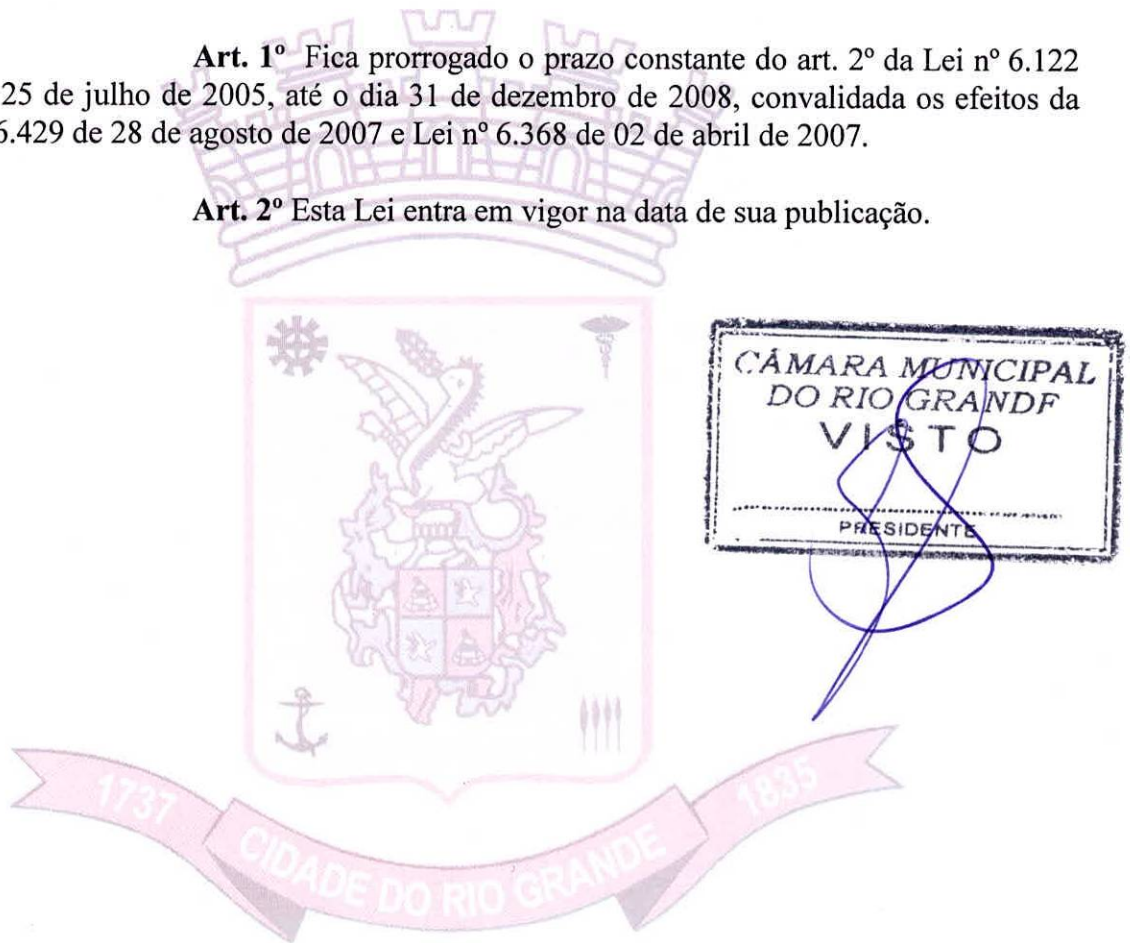 Art. 1º Fica prorrogado o prazo constante do art. 2º da Lei nº 6.122
25 de julho de 2005, até o dia 31 de dezembro de 2008, convalidada os efeitos da
6.429 de 28 de agosto de 2007 e Lei nº 6.368 de 02 de abril de 2007.
Art. 2º Esta Lei entra em vigor na data de sua publicação.
CÂMARA MUNICIPAL
DO RIO GRANDE
VISTO
PRESIDENTE
1737
CIDADE DO RIO GRANDE
1835